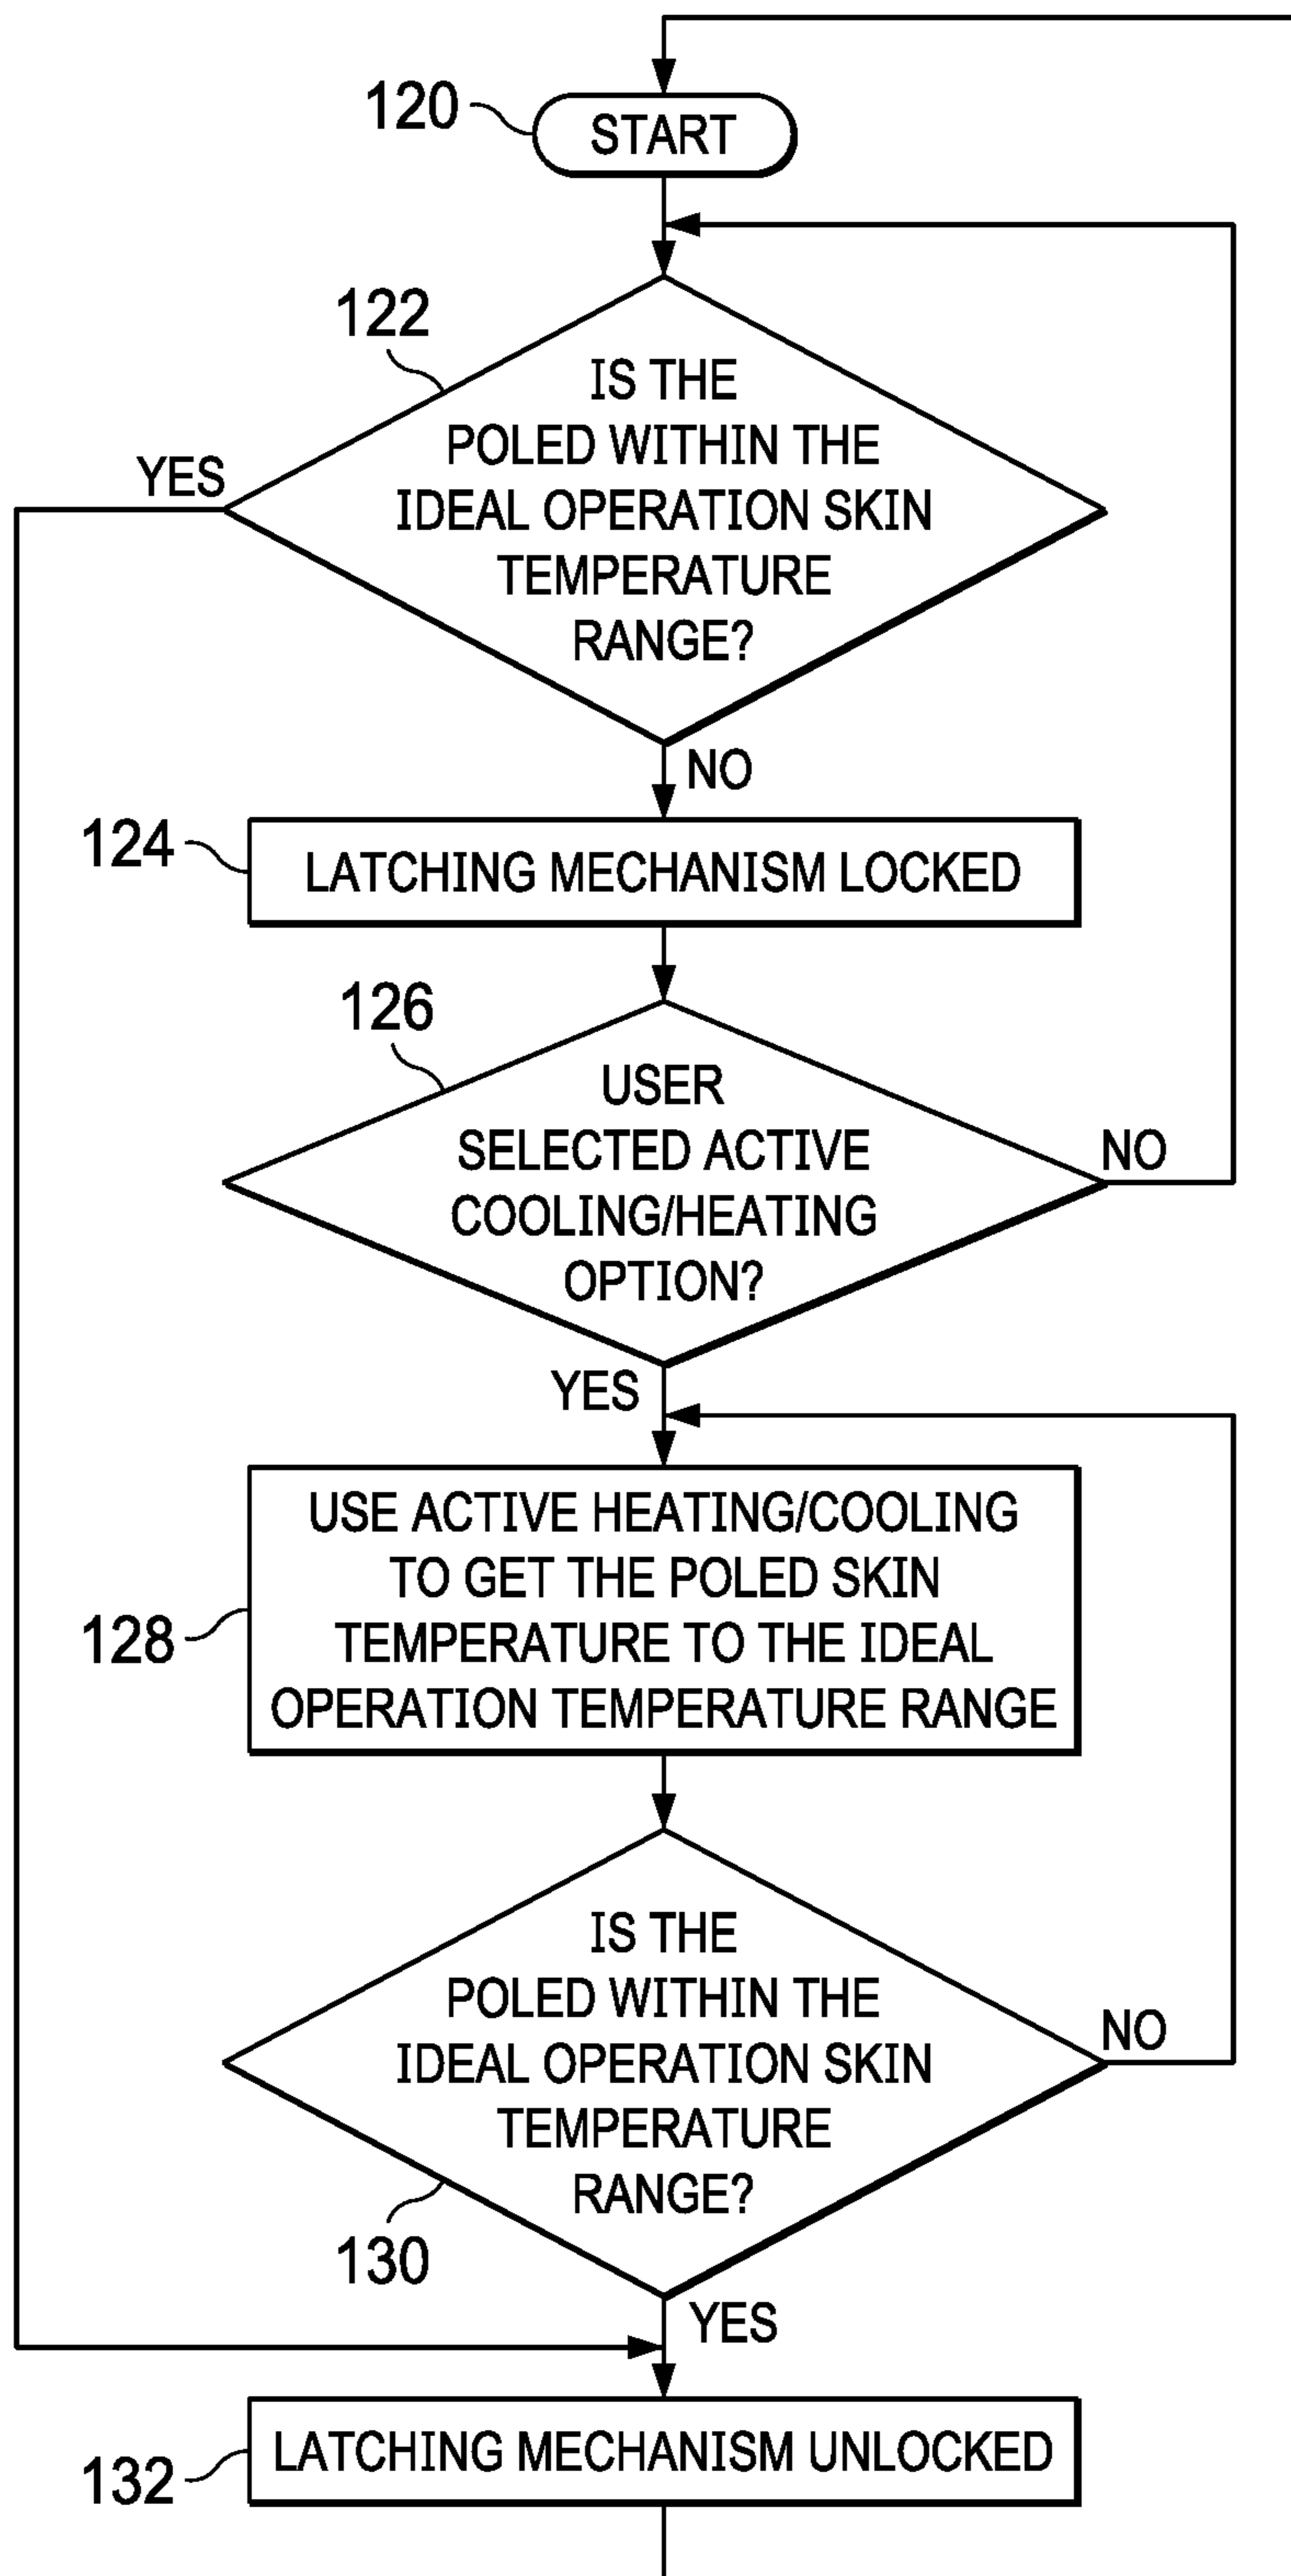 120
START
122
IS THE
POLED WITHIN THE
IDEAL OPERATION SKIN
TEMPERATURE
RANGE?
YES
NO
124
LATCHING MECHANISM LOCKED
126
USER
SELECTED ACTIVE
COOLING/HEATING
OPTION?
NO
YES
128
USE ACTIVE HEATING/COOLING
TO GET THE POLED SKIN
TEMPERATURE TO THE IDEAL
OPERATION TEMPERATURE RANGE
IS THE
POLED WITHIN THE
IDEAL OPERATION SKIN
TEMPERATURE
RANGE?
NO
130
YES
132
LATCHING MECHANISM UNLOCKED